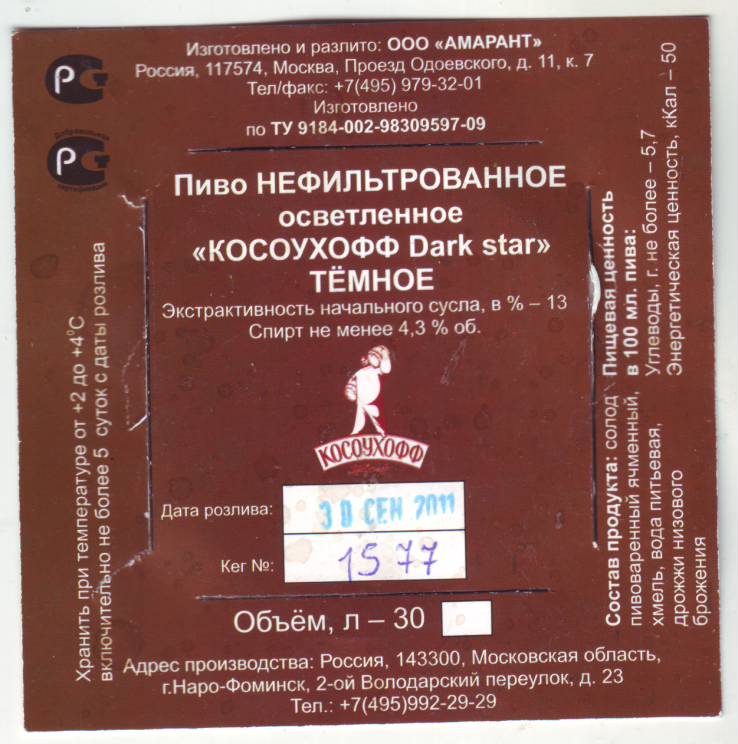 Изготовлено и разлито: ООО «АМАРАНТ»
Россия, 117574, Москва, Проезд Одоевского, д. 11, к. 7
Тел/факс: +7(495) 979-32-01
Изготовлено
по ТУ 9184-002-98309597-09
Добровольная
сертификация
Пиво НЕФИЛЬТРОВАННОЕ
осветленное
«КОСОУХОФФ Dark star»
ТЁМНОЕ
Экстрактивность начального сусла, в % – 13
Спирт не менее 4,3 % об.
КОСОУХОФФ
Дата розлива: 30 СЕН 2011
Кег №: 1577
Объём, л – 30
Адрес производства: Россия, 143300, Московская область,
г.Наро-Фоминск, 2-ой Володарский переулок, д. 23
Тел.: +7(495)992-29-29
Хранить при температуре от +2 до +4°С
включительно не более 5 суток с даты розлива
Пищевая ценность
в 100 мл. пива:
Углеводы, г. не более – 5,7
Энергетическая ценность, кКал – 50
Состав продукта: солод
пивоваренный ячменный,
хмель, вода питьевая,
дрожжи низового
брожения